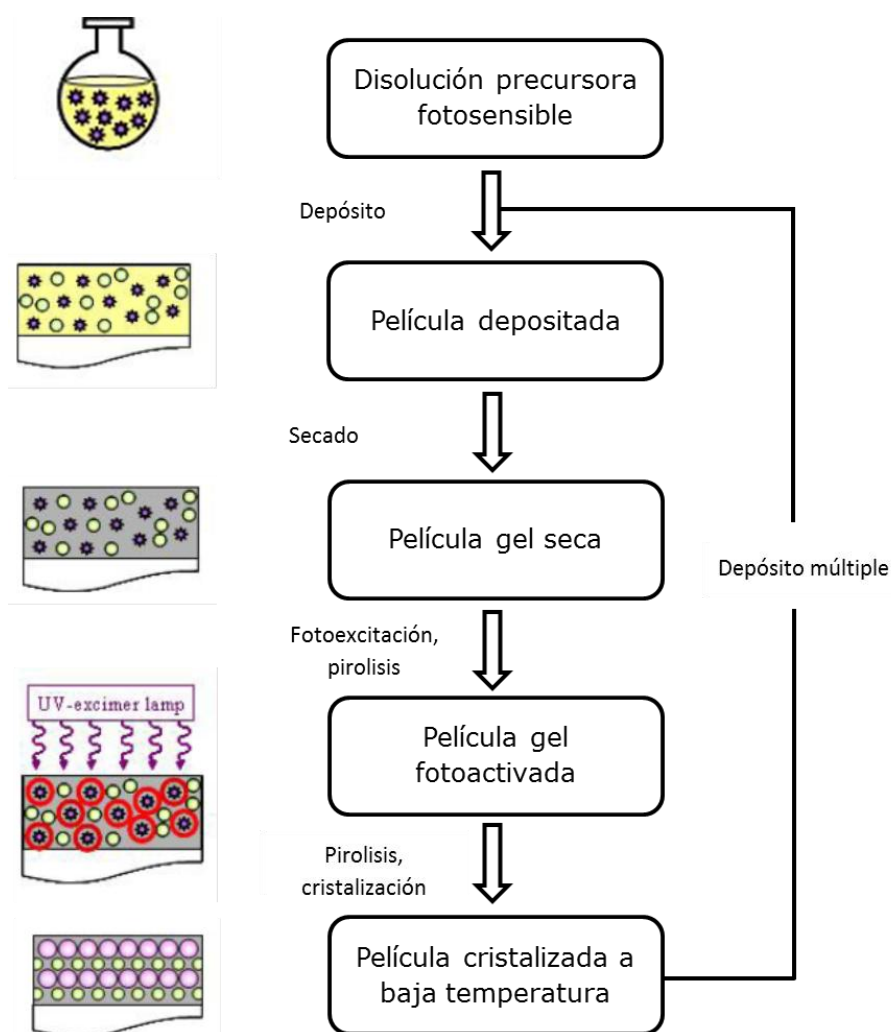 Disolución precursora
fotosensible
Depósito
Película depositada
Secado
Película gel seca
Depósito múltiple
Fotoexcitación,
pirolisis
UV-excimer lamp
Película gel
fotoactivada
Pirolisis,
cristalización
Película cristalizada a
baja temperatura